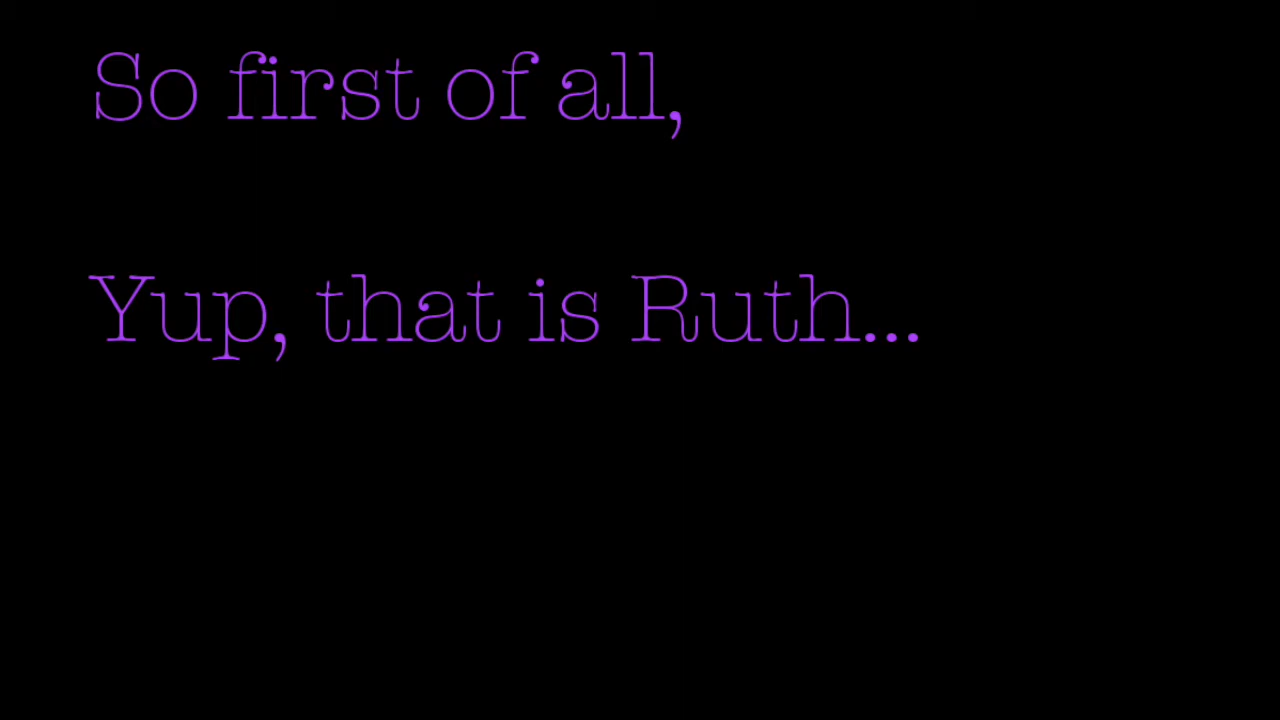 So first of all,
Yup, that is Ruth...